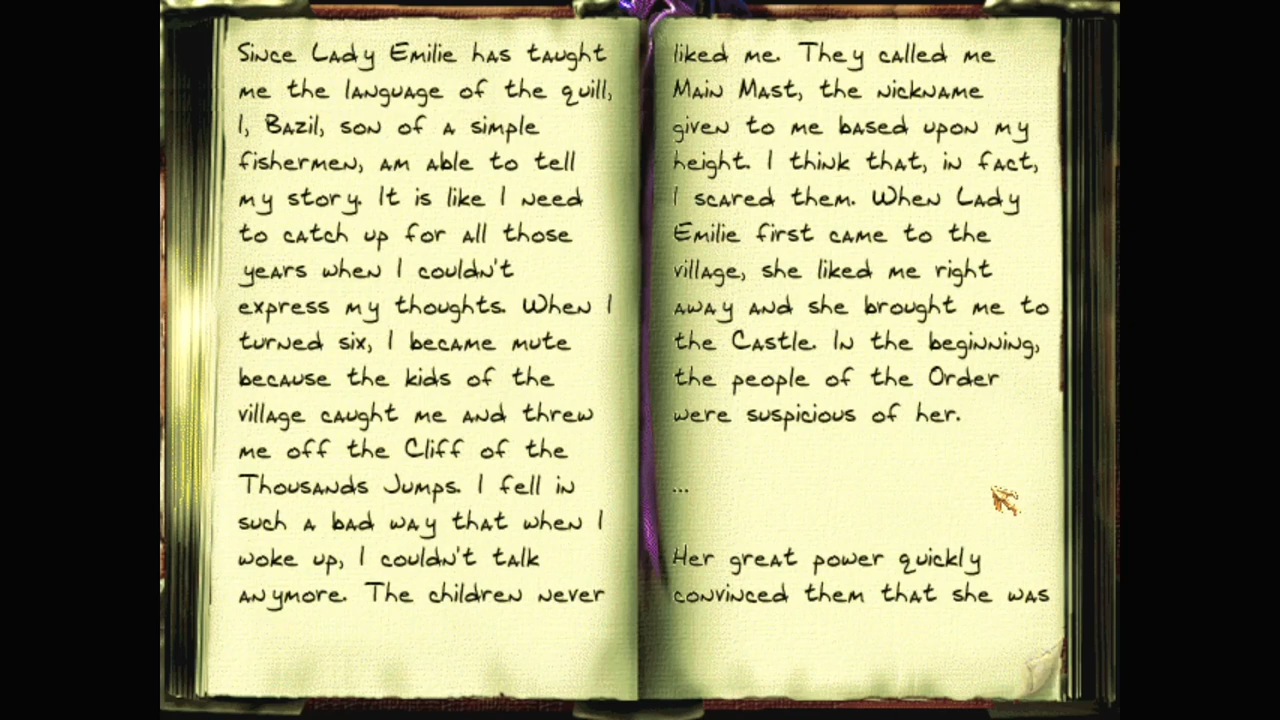 Since Lady Emilie has taught
me the language of the quill,
I, Bazil, son of a simple
fishermen, am able to tell
my story. It is like I need
to catch up for all those
years when I couldn't
express my thoughts. When I
turned six, I became mute
because the kids of the
village caught me and threw
me off the Cliff of the
Thousands Jumps. I fell in
such a bad way that when I
woke up, I couldn't talk
anymore. The children never
liked me. They called me
Main Mast, the nickname
given to me based upon my
height. I think that, in fact,
I scared them. When Lady
Emilie first came to the
village, she liked me right
away and she brought me to
the Castle. In the beginning,
the people of the Order
were suspicious of her.
...
Her great power quickly
convinced them that she was